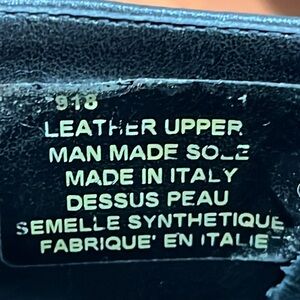 918
LEATHER UPPER
MAN MADE SOLE
MADE IN ITALY
DESSUS PEAU
SEMELLE SYNTHETIQUE
FABRIQUE' EN ITALIE